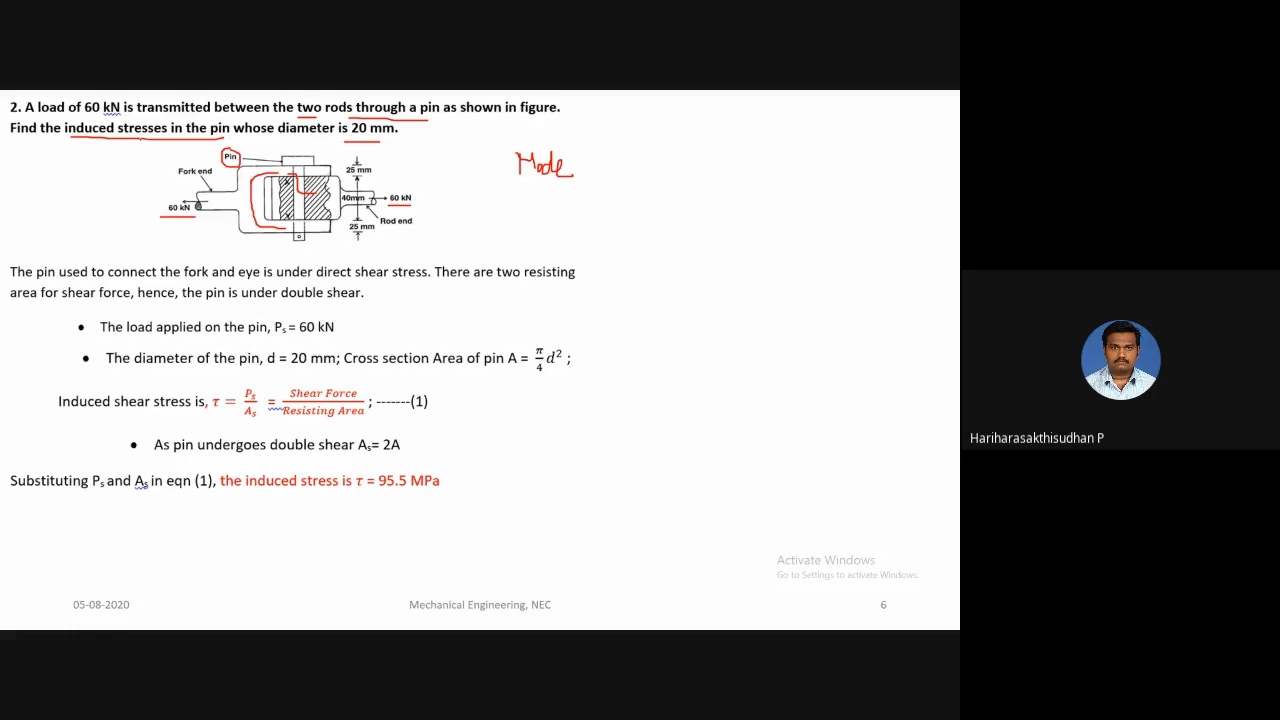 2. A load of 60 kN is transmitted between the two rods through a pin as shown in figure.
Find the induced stresses in the pin whose diameter is 20 mm.
Mode
Pin
Fork end
25 mm
40mm
60 kN
60 kN
Rod end
25 mm
The pin used to connect the fork and eye is under direct shear stress. There are two resisting
area for shear force, hence, the pin is under double shear.
• The load applied on the pin, Pₛ = 60 kN
• The diameter of the pin, d = 20 mm; Cross section Area of pin A = π/4 d² ;
Induced shear stress is, τ = Pₛ/Aₛ = Shear Force/Resisting Area ; -------(1)
• As pin undergoes double shear Aₛ= 2A
Substituting Pₛ and Aₛ in eqn (1), the induced stress is τ = 95.5 MPa
Hariharasakthisudhan P
Activate Windows
Go to Settings to activate Windows.
05-08-2020
Mechanical Engineering, NEC
6